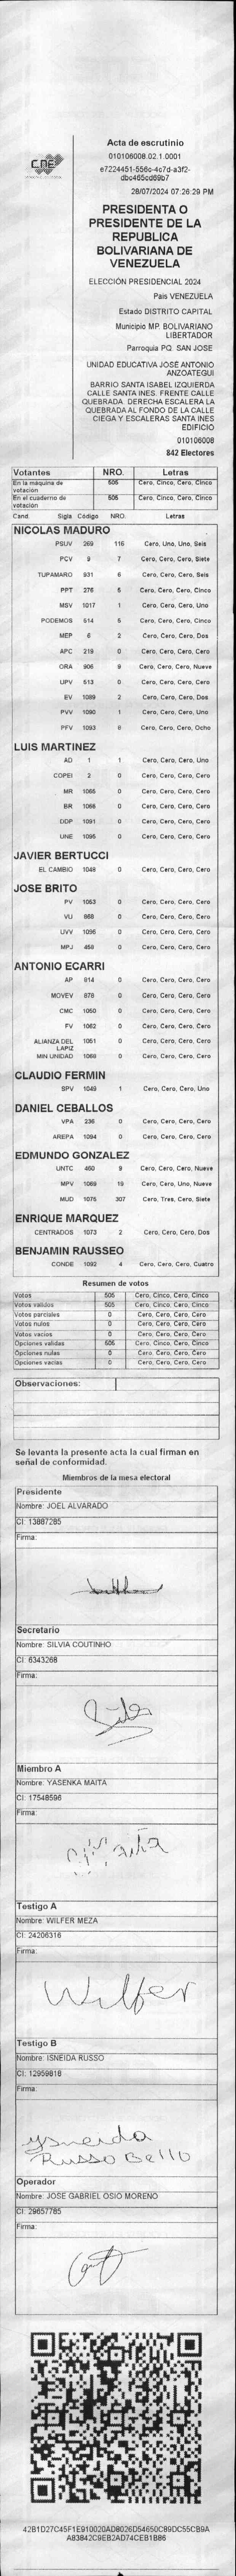 CNE
Acta de escrutinio
010106008.02.1.0001
e7224451-556c-4c7d-a3f2-
dbc465cd69b7
28/07/2024 07:26:29 PM
PRESIDENTA O
PRESIDENTE DE LA
REPUBLICA
BOLIVARIANA DE
VENEZUELA
ELECCIÓN PRESIDENCIAL 2024
Pais VENEZUELA
Estado DISTRITO CAPITAL
Municipio MP. BOLIVARIANO
LIBERTADOR
Parroquia PQ. SAN JOSE
UNIDAD EDUCATIVA JOSÉ ANTONIO
ANZOÁTEGUI
BARRIO SANTA ISABEL IZQUIERDA
CALLE SANTA INES. FRENTE CALLE
QUEBRADA. DERECHA ESCALERA LA
QUEBRADA AL FONDO DE LA CALLE
CIEGA Y ESCALERAS SANTA INES
EDIFICIO
010106008
842 Electores
Votantes NRO. Letras
En la máquina de votación 505 Cero, Cinco, Cero, Cinco
En el cuaderno de votación 505 Cero, Cinco, Cero, Cinco
Cand. Sigla Código NRO. Letras
NICOLAS MADURO
PSUV 269 116 Cero, Uno, Uno, Seis
PCV 9 7 Cero, Cero, Cero, Siete
TUPAMARO 931 6 Cero, Cero, Cero, Seis
PPT 276 5 Cero, Cero, Cero, Cinco
MSV 1017 1 Cero, Cero, Cero, Uno
PODEMOS 514 5 Cero, Cero, Cero, Cinco
MEP 6 2 Cero, Cero, Cero, Dos
APC 219 0 Cero, Cero, Cero, Cero
ORA 906 9 Cero, Cero, Cero, Nueve
UPV 513 0 Cero, Cero, Cero, Cero
EV 1089 2 Cero, Cero, Cero, Dos
PVV 1090 1 Cero, Cero, Cero, Uno
PFV 1093 8 Cero, Cero, Cero, Ocho
LUIS MARTINEZ
AD 1 1 Cero, Cero, Cero, Uno
COPEI 2 0 Cero, Cero, Cero, Cero
MR 1065 0 Cero, Cero, Cero, Cero
BR 1066 0 Cero, Cero, Cero, Cero
DDP 1091 0 Cero, Cero, Cero, Cero
UNE 1095 0 Cero, Cero, Cero, Cero
JAVIER BERTUCCI
EL CAMBIO 1048 0 Cero, Cero, Cero, Cero
JOSE BRITO
PV 1053 0 Cero, Cero, Cero, Cero
VU 868 0 Cero, Cero, Cero, Cero
UVV 1096 0 Cero, Cero, Cero, Cero
MPJ 458 0 Cero, Cero, Cero, Cero
ANTONIO ECARRI
AP 814 0 Cero, Cero, Cero, Cero
MOVEV 878 0 Cero, Cero, Cero, Cero
CMC 1050 0 Cero, Cero, Cero, Cero
FV 1062 0 Cero, Cero, Cero, Cero
ALIANZA DEL LAPIZ 1051 0 Cero, Cero, Cero, Cero
MIN UNIDAD 1068 0 Cero, Cero, Cero, Cero
CLAUDIO FERMIN
SPV 1049 1 Cero, Cero, Cero, Uno
DANIEL CEBALLOS
VPA 236 0 Cero, Cero, Cero, Cero
AREPA 1094 0 Cero, Cero, Cero, Cero
EDMUNDO GONZALEZ
UNTC 460 9 Cero, Cero, Cero, Nueve
MPV 1069 19 Cero, Cero, Uno, Nueve
MUD 1075 307 Cero, Tres, Cero, Siete
ENRIQUE MARQUEZ
CENTRADOS 1073 2 Cero, Cero, Cero, Dos
BENJAMIN RAUSSEO
CONDE 1092 4 Cero, Cero, Cero, Cuatro
Resumen de votos
Votos 505 Cero, Cinco, Cero, Cinco
Votos validos 505 Cero, Cinco, Cero, Cinco
Votos parciales 0 Cero, Cero, Cero, Cero
Votos nulos 0 Cero, Cero, Cero, Cero
Votos vacios 0 Cero, Cero, Cero, Cero
Opciones validas 505 Cero, Cinco, Cero, Cinco
Opciones nulas 0 Cero, Cero, Cero, Cero
Opciones vacias 0 Cero, Cero, Cero, Cero
Observaciones:
Se levanta la presente acta la cual firman en
señal de conformidad.
Miembros de la mesa electoral
Presidente
Nombre: JOEL ALVARADO
CI: 13887285
Firma:
Secretario
Nombre: SILVIA COUTINHO
CI: 6343268
Firma:
Miembro A
Nombre: YASENKA MAITA
CI: 17548596
Firma:
Maita
Testigo A
Nombre: WILFER MEZA
CI: 24206316
Firma:
Wilfer
Testigo B
Nombre: ISNEIDA RUSSO
CI: 12959818
Firma:
Ysneida
Russo Bello
Operador
Nombre: JOSE GABRIEL OSIO MORENO
CI: 29657785
Firma:
42B1D27C45F1E910020AD8026D54650C89DC55CB9A
A83842C9EB2AD74CEB1B86